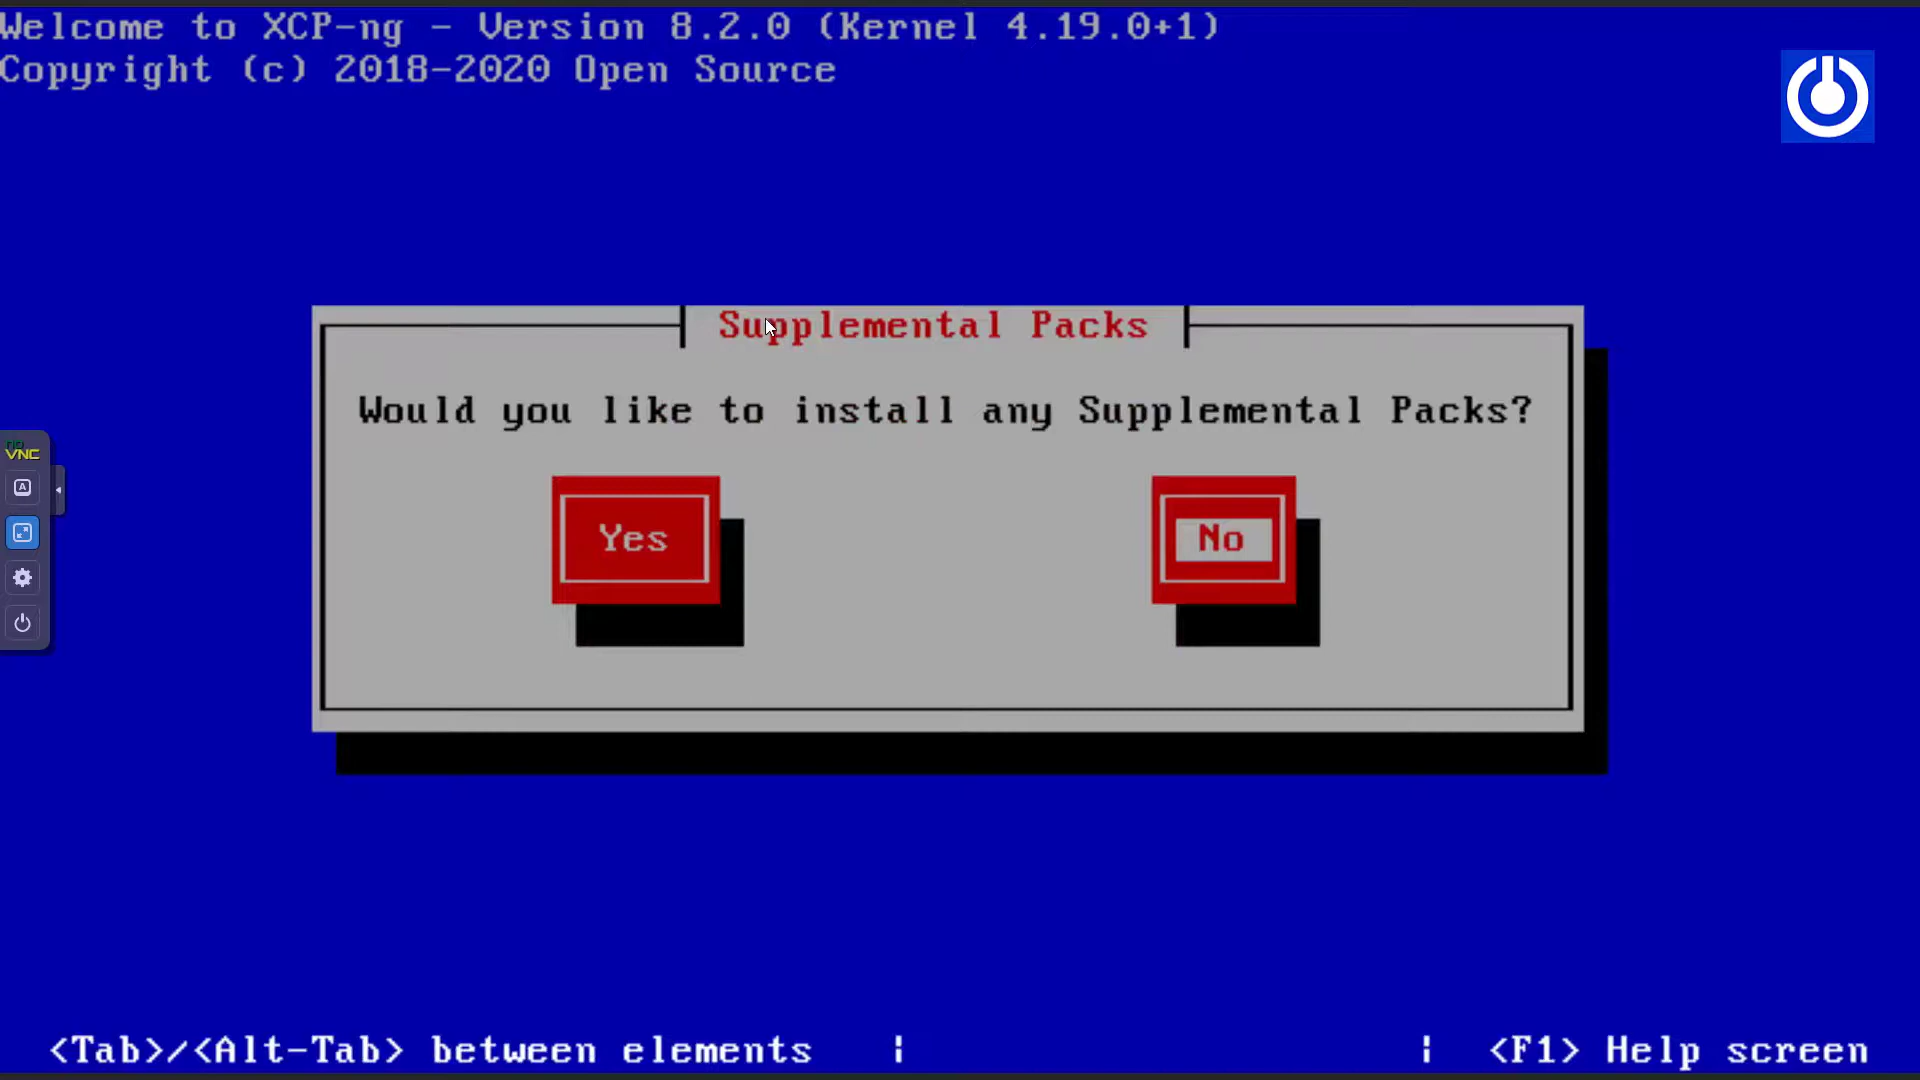 Welcome to XCP-ng - Version 8.2.0 (Kernel 4.19.0+1)
Copyright (c) 2018-2020 Open Source
Supplemental Packs
Would you like to install any Supplemental Packs?
no
VNC
A
Yes
No
<Tab>/<Alt-Tab> between elements | | <F1> Help screen